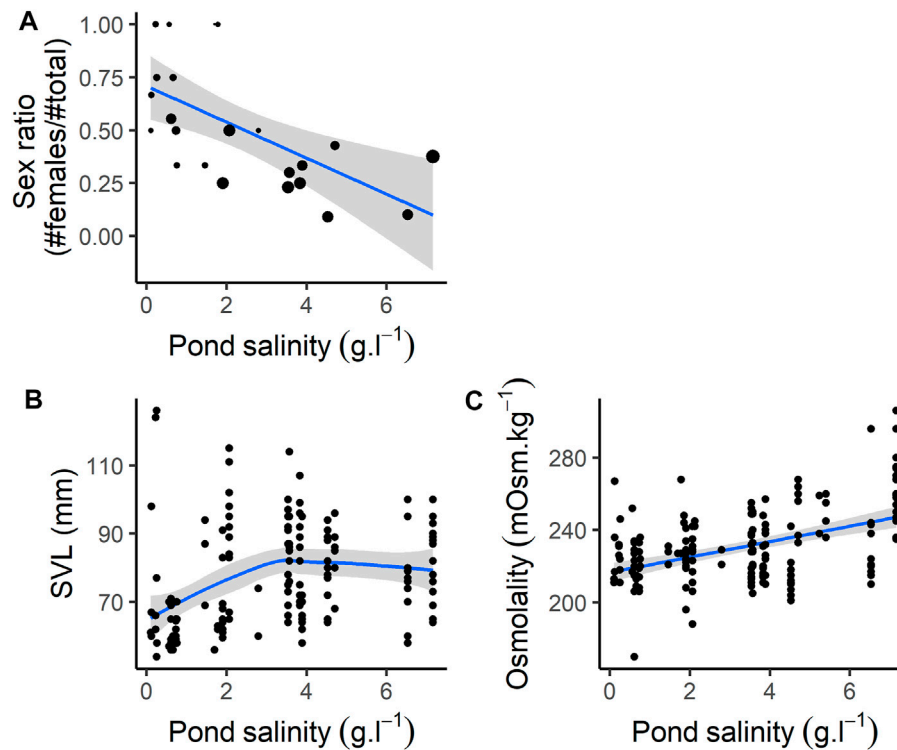 A
Sex ratio
(#females/#total)
1.00
0.75
0.50
0.25
0.00
0 2 4 6
Pond salinity (g.l⁻¹)
B
SVL (mm)
110
90
70
0 2 4 6
Pond salinity (g.l⁻¹)
C
Osmolality (mOsm.kg⁻¹)
280
240
200
0 2 4 6
Pond salinity (g.l⁻¹)